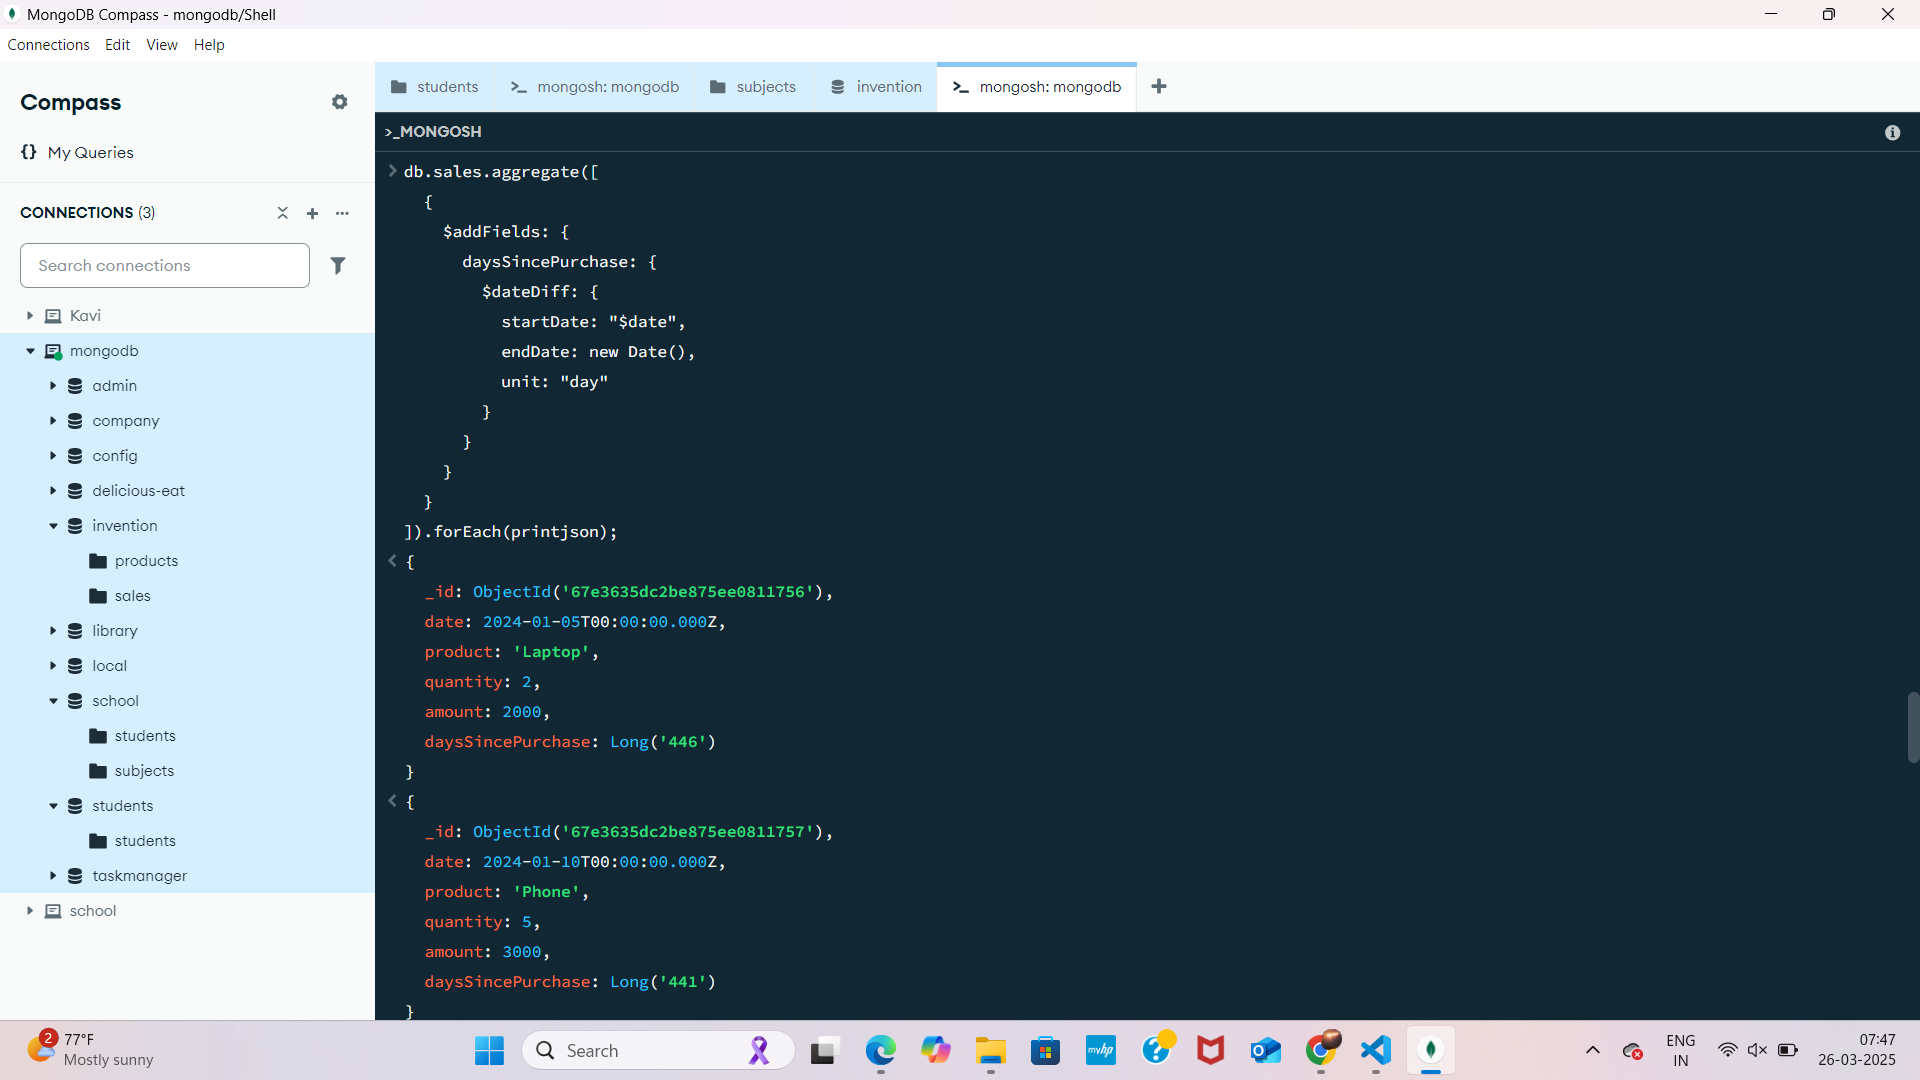 MongoDB Compass - mongodb/Shell
Connections Edit View Help
Compass
{} My Queries
CONNECTIONS (3)
Search connections
Kavi
mongodb
admin
company
config
delicious-eat
invention
products
sales
library
local
school
students
subjects
students
students
taskmanager
school
students
>_ mongosh: mongodb
subjects
invention
>_ mongosh: mongodb
>_MONGOSH
> db.sales.aggregate([
{
$addFields: {
daysSincePurchase: {
$dateDiff: {
startDate: "$date",
endDate: new Date(),
unit: "day"
}
}
}
}
]).forEach(printjson);
< {
_id: ObjectId('67e3635dc2be875ee0811756'),
date: 2024-01-05T00:00:00.000Z,
product: 'Laptop',
quantity: 2,
amount: 2000,
daysSincePurchase: Long('446')
}
< {
_id: ObjectId('67e3635dc2be875ee0811757'),
date: 2024-01-10T00:00:00.000Z,
product: 'Phone',
quantity: 5,
amount: 3000,
daysSincePurchase: Long('441')
}
2
77°F
Mostly sunny
Search
myhp
ENG
IN
07:47
26-03-2025